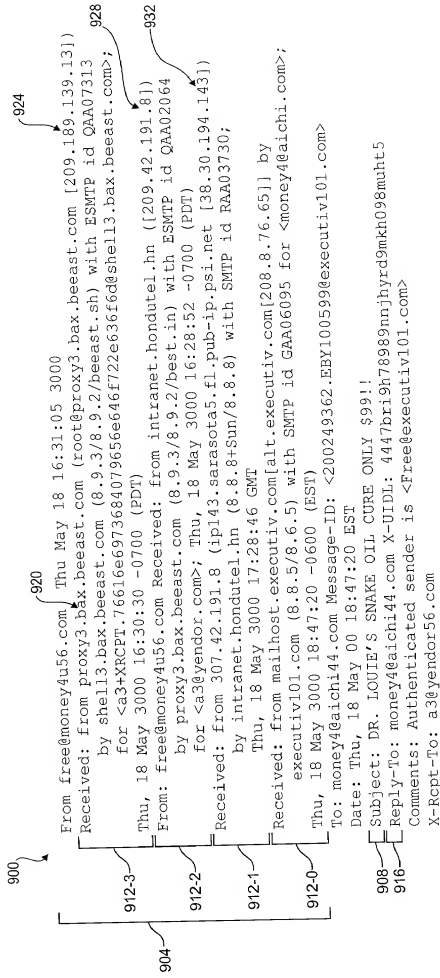 900
From free@money4u56.com Thu May 18 16:31:05 3000
920
924
Received: from proxy3.bax.beeast.com (root@proxy3.bax.beeast.com [209.189.139.13])
by shell3.bax.beeast.com (8.9.3/8.9.2/beeast.sh) with ESMTP id QAA07313
for <a3+XRCPT.76616e6973684079656e646f722e636f6d@shell3.bax.beeast.com>;
Thu, 18 May 3000 16:30:30 -0700 (PDT)
912-3
From: free@money4u56.com Received: from intranet.hondutel.hn ([209.42.191.8])
928
by proxy3.bax.beeast.com (8.9.3/8.9.2/best.in) with ESMTP id QAA02064
for <a3@yendor.com>; Thu, 18 May 3000 16:28:52 -0700 (PDT)
912-2
Received: from 307.42.191.8 (ip143.sarasota5.fl.pub-ip.psi.net [38.30.194.143])
932
by intranet.hondutel.hn (8.8.8+Sun/8.8.8) with SMTP id RAA03730;
Thu, 18 May 3000 17:28:46 GMT
912-1
Received: from mailhost.executiv.com[alt.executiv.com[208.8.76.65]] by
executiv101.com (8.8.5/8.6.5) with SMTP id GAA06095 for <money4@aichi.com>;
Thu, 18 May 3000 18:47:20 -0600 (EST)
912-0
904
To: money4@aichi44.com Message-ID: <200249362.EBY100599@executiv101.com>
Date: Thu, 18 May 00 18:47:20 EST
908
Subject: DR. LOUIE'S SNAKE OIL CURE ONLY $99!!
916
Reply-To: money4@aichi44.com X-UIDL: 4447bri9h78989nnjhyrd9mkh098muht5
Comments: Authenticated sender is <Free@executiv101.com>
X-Rcpt-To: a3@yendor56.com